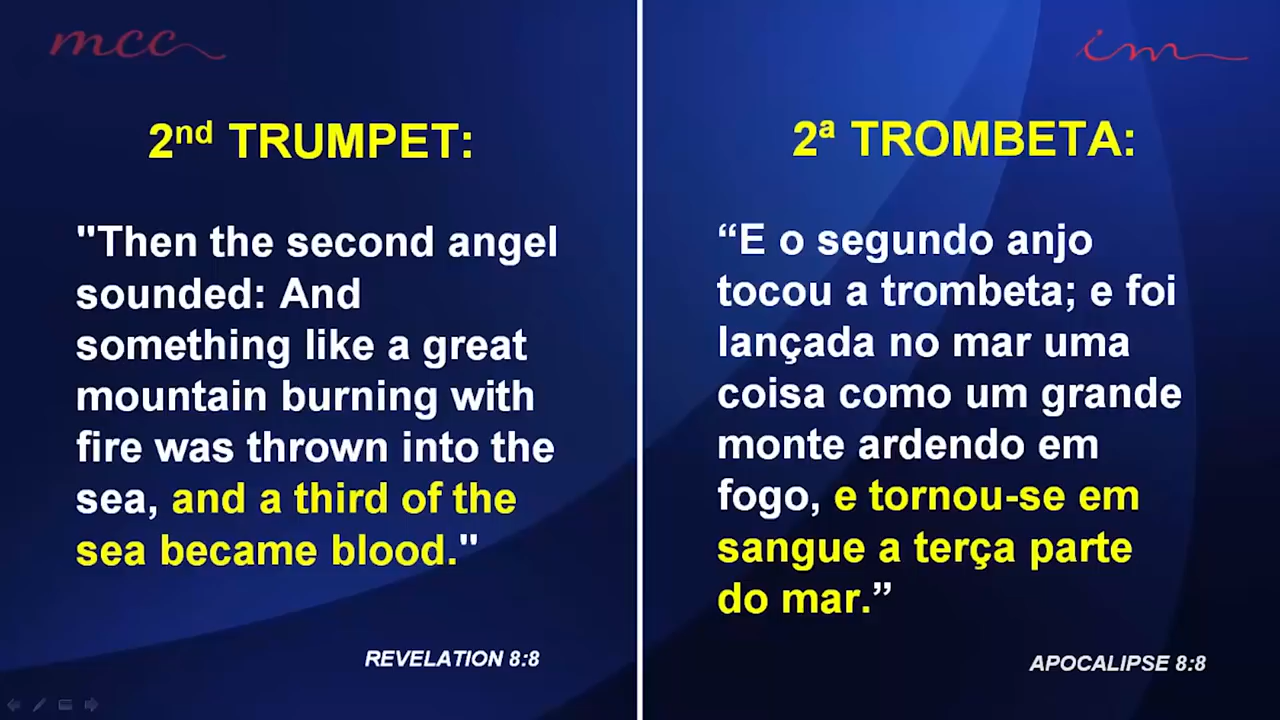 mcc
im
2nd TRUMPET:
"Then the second angel
sounded: And
something like a great
mountain burning with
fire was thrown into the
sea, and a third of the
sea became blood."
REVELATION 8:8
2ª TROMBETA:
“E o segundo anjo
tocou a trombeta; e foi
lançada no mar uma
coisa como um grande
monte ardendo em
fogo, e tornou-se em
sangue a terça parte
do mar.”
APOCALIPSE 8:8